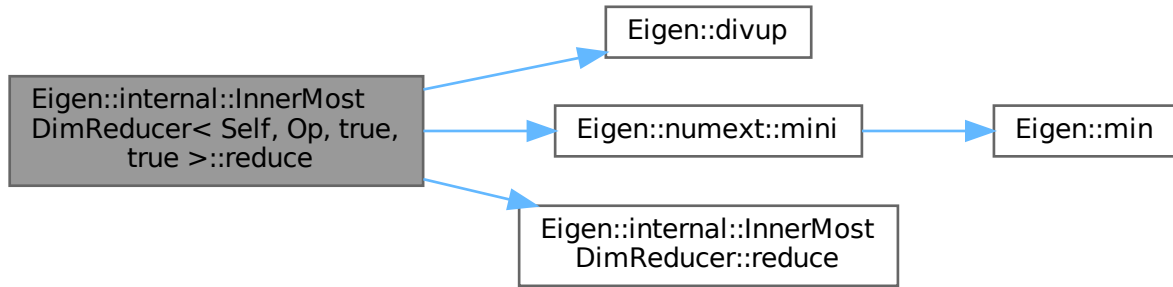 Eigen::divup
Eigen::internal::InnerMost
DimReducer< Self, Op, true,
true >::reduce
Eigen::numext::mini
Eigen::min
Eigen::internal::InnerMost
DimReducer::reduce